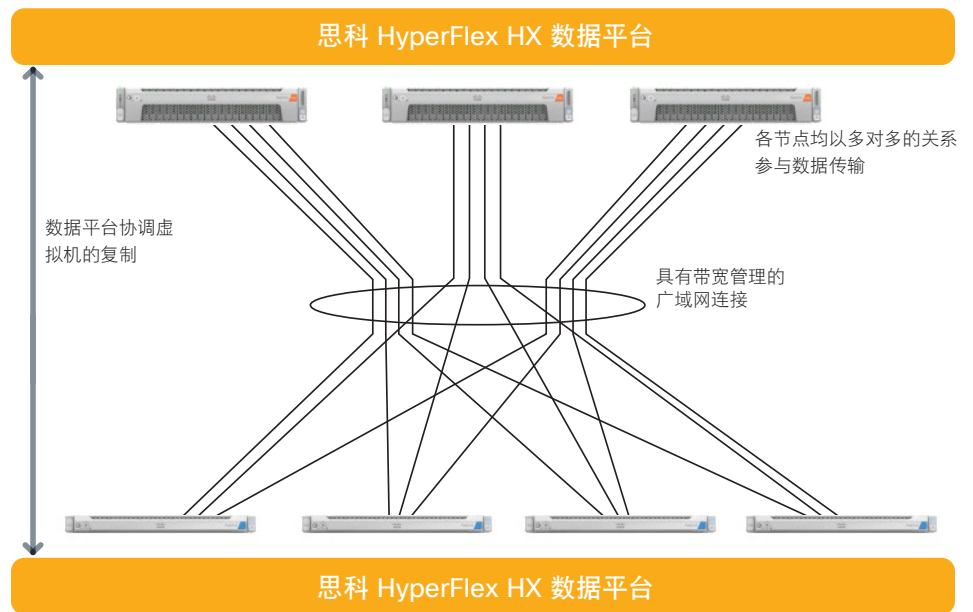 思科 HyperFlex HX 数据平台
各节点均以多对多的关系
参与数据传输
数据平台协调虚
拟机的复制
具有带宽管理的
广域网连接
思科 HyperFlex HX 数据平台